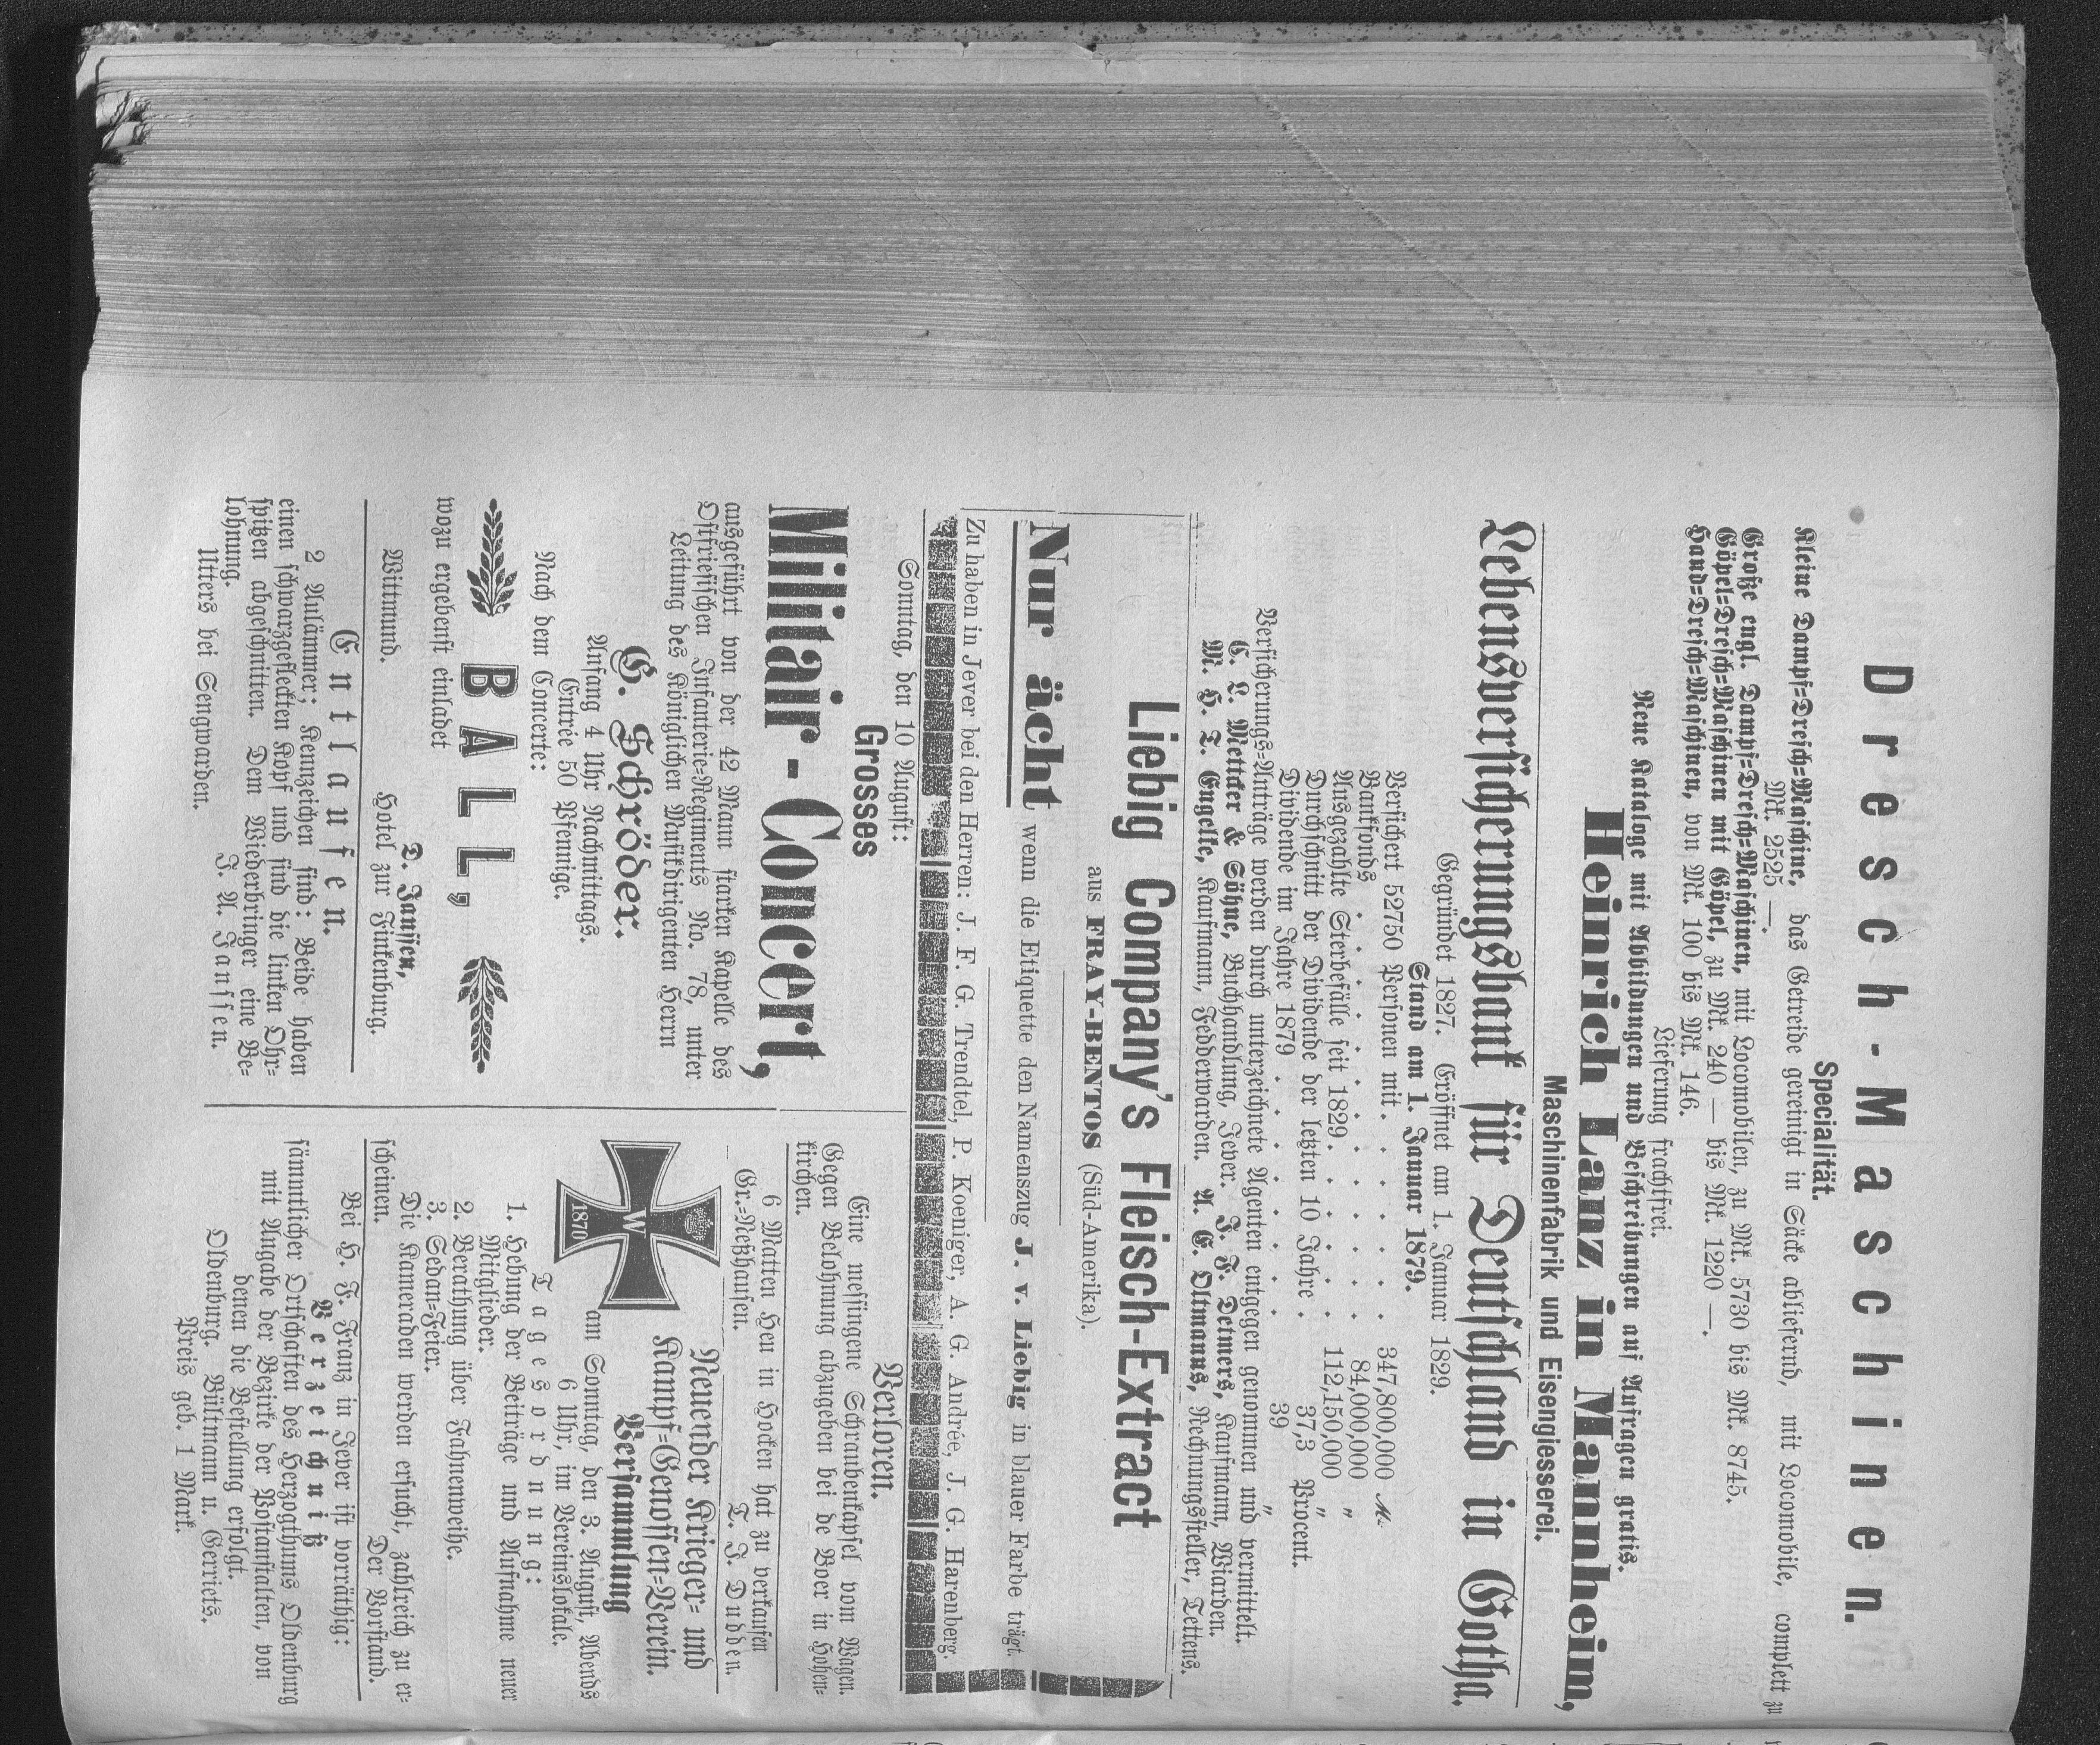 Dresch-Maschinen.
Specialität.
Kleine Dampf=Dresch=Maschine, das Getreide gereinigt in Säcke abliefernd, mit Locomobile, complett zu
Mk. 2525 —.
Große engl. Dampf=Dresch=Maschinen, mit Locomobilen, zu Mk. 5730 bis Mk. 8745.
Göpel=Dresch=Maschinen mit Göpel, zu Mk. 240 — bis Mk. 1220 —.
Hand=Dresch=Maschinen, von Mk. 100 bis Mk. 146.
Lieferung frachtfrei.
Neue Kataloge mit Abbildungen und Beschreibungen auf Anfragen gratis.
Heinrich Lanz in Mannheim,
Maschinenfabrik und Eisengiesserei.
Lebensversicherungsbank für Deutschland in Gotha.
Gegründet 1827. Eröffnet am 1. Januar 1829.
Stand am 1. Januar 1879.
Versichert 52750 Personen mit . . . . . . 347,800,000 M.
Bankfonds . . . . . . . . . 84,000,000 „
Ausgezahlte Sterbefälle seit 1829. . . . . . 112,150,000 „
Durchschnitt der Dividende der letzten 10 Jahre . 37,3 Procent.
Dividende im Jahre 1879 . . . . . . . 39 „
Versicherungs=Anträge werden durch unterzeichnete Agenten entgegen genommen und vermittelt.
C. L. Mettcker & Söhne, Buchhandlung, Jever. J. F. Detmers, Kaufmann, Wiarden.
M. H. T. Engelke, Kaufmann, Fedderwarden. A. G. Oltmanns, Rechnungssteller, Tettens.
Liebig Company's Fleisch-Extract
aus FRAY-BENTOS (Süd-Amerika).
Nur ächt wenn die Etiquette den Namenszug J. v. Liebig in blauer Farbe trägt.
Zu haben in Jever bei den Herren: J. F. G. Trendtel, P. Koeniger, A. G. Andrée, J. G. Harenberg.
Sonntag, den 10 August:
Grosses
Militair-Concert,
ausgeführt von der 42 Mann starken Kapelle des
Ostfriesischen Infanterie=Regiments No. 78, unter
Leitung des Königlichen Musikdirigenten Herrn
G. Schröder.
Anfang 4 Uhr Nachmittags.
Entrée 50 Pfennige.
Nach dem Concerte:
BALL,
wozu ergebenst einladet
D. Janssen,
Wittmund. Hotel zur Finkenburg.
Entlaufen.
2 Aulämmer; Kennzeichen sind: Beide haben
einen schwarzgefleckten Kopf und sind die linken Ohr=
spitzen abgeschnitten. Dem Wiederbringer eine Be=
lohnung. J. A. Janssen.
Utters bei Sengwarden.
Verloren.
Eine messingene Schraubenkapsel vom Wagen.
Gegen Belohnung abzugeben bei de Boer in Hohen=
kirchen.
6 Matten Heu in Hocken hat zu verkaufen
Gr.=Neßhausen. T. J. Dudden.
1870
W
Neuender Krieger= und
Kampf=Genossen=Verein.
Versammlung
am Sonntag, den 3. August, Abends
6 Uhr, im Vereinslokale.
Tagesordnung:
1. Hebung der Beiträge und Aufnahme neuer
Mitglieder.
2. Berathung über Fahnenweihe.
3. Sedan=Feier.
Die Kameraden werden ersucht, zahlreich zu er=
scheinen. Der Vorstand.
Bei H. F. Franz in Jever ist vorräthig:
Verzeichniß
sämmtlicher Ortschaften des Herzogthums Oldenburg
mit Angabe der Bezirke der Postanstalten, von
denen die Bestellung erfolgt.
Oldenburg. Bültmann u. Gerriets.
Preis geb. 1 Mark.